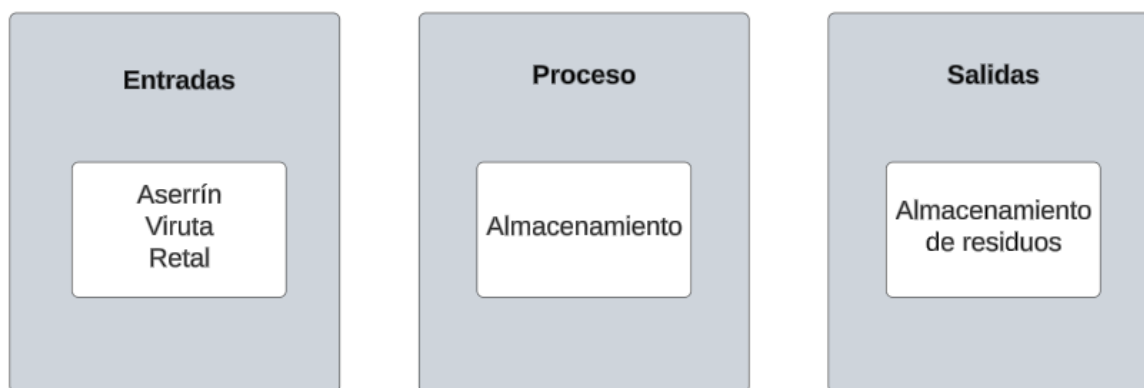 Entradas
Aserrín
Viruta
Retal
Proceso
Almacenamiento
Salidas
Almacenamiento
de residuos